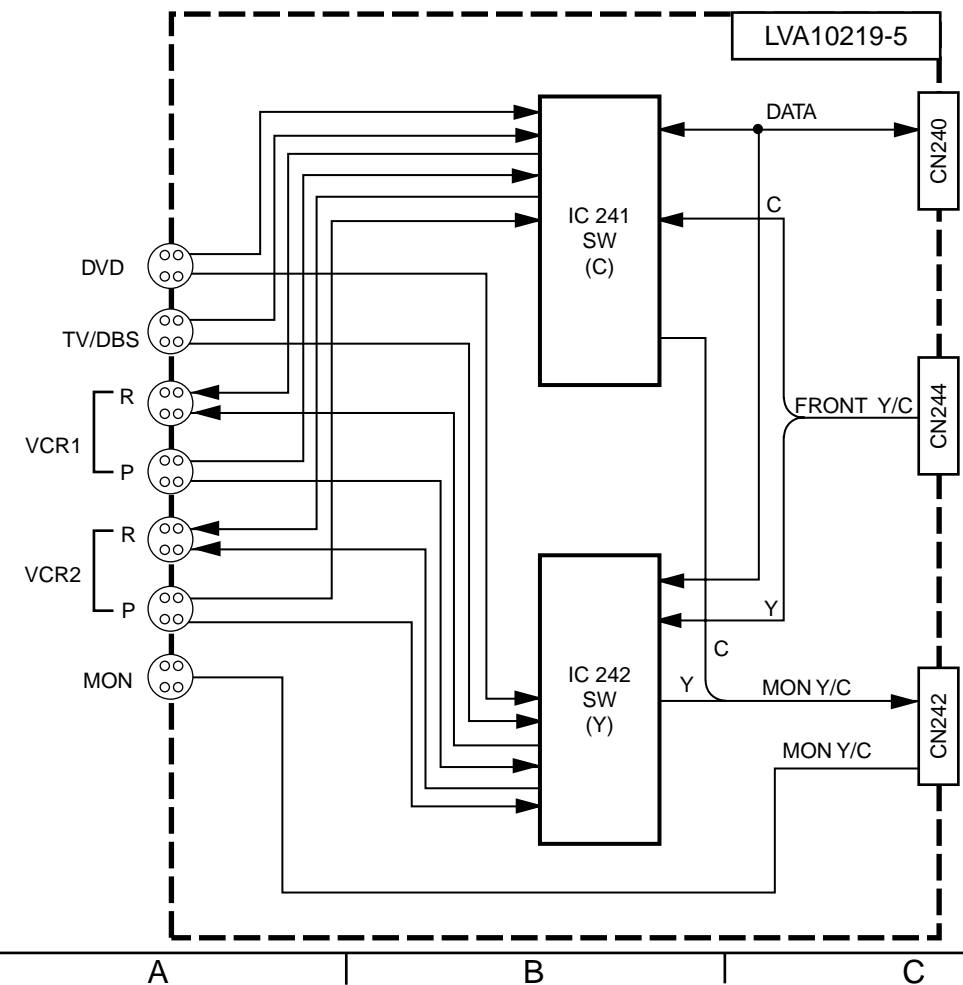 LVA10219-5
DATA
CN240
IC 241
SW
(C)
C
DVD
TV/DBS
R
VCR1
P
FRONT Y/C
CN244
R
VCR2
P
MON
Y
C
IC 242
SW
(Y)
Y
MON Y/C
CN242
MON Y/C
A
B
C